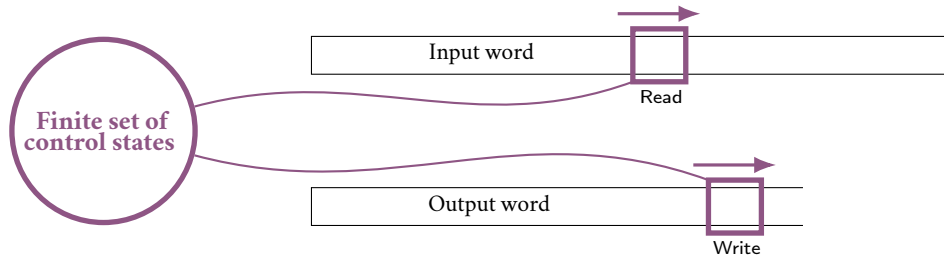 Finite set of
control states
Input word
Read
Output word
Write